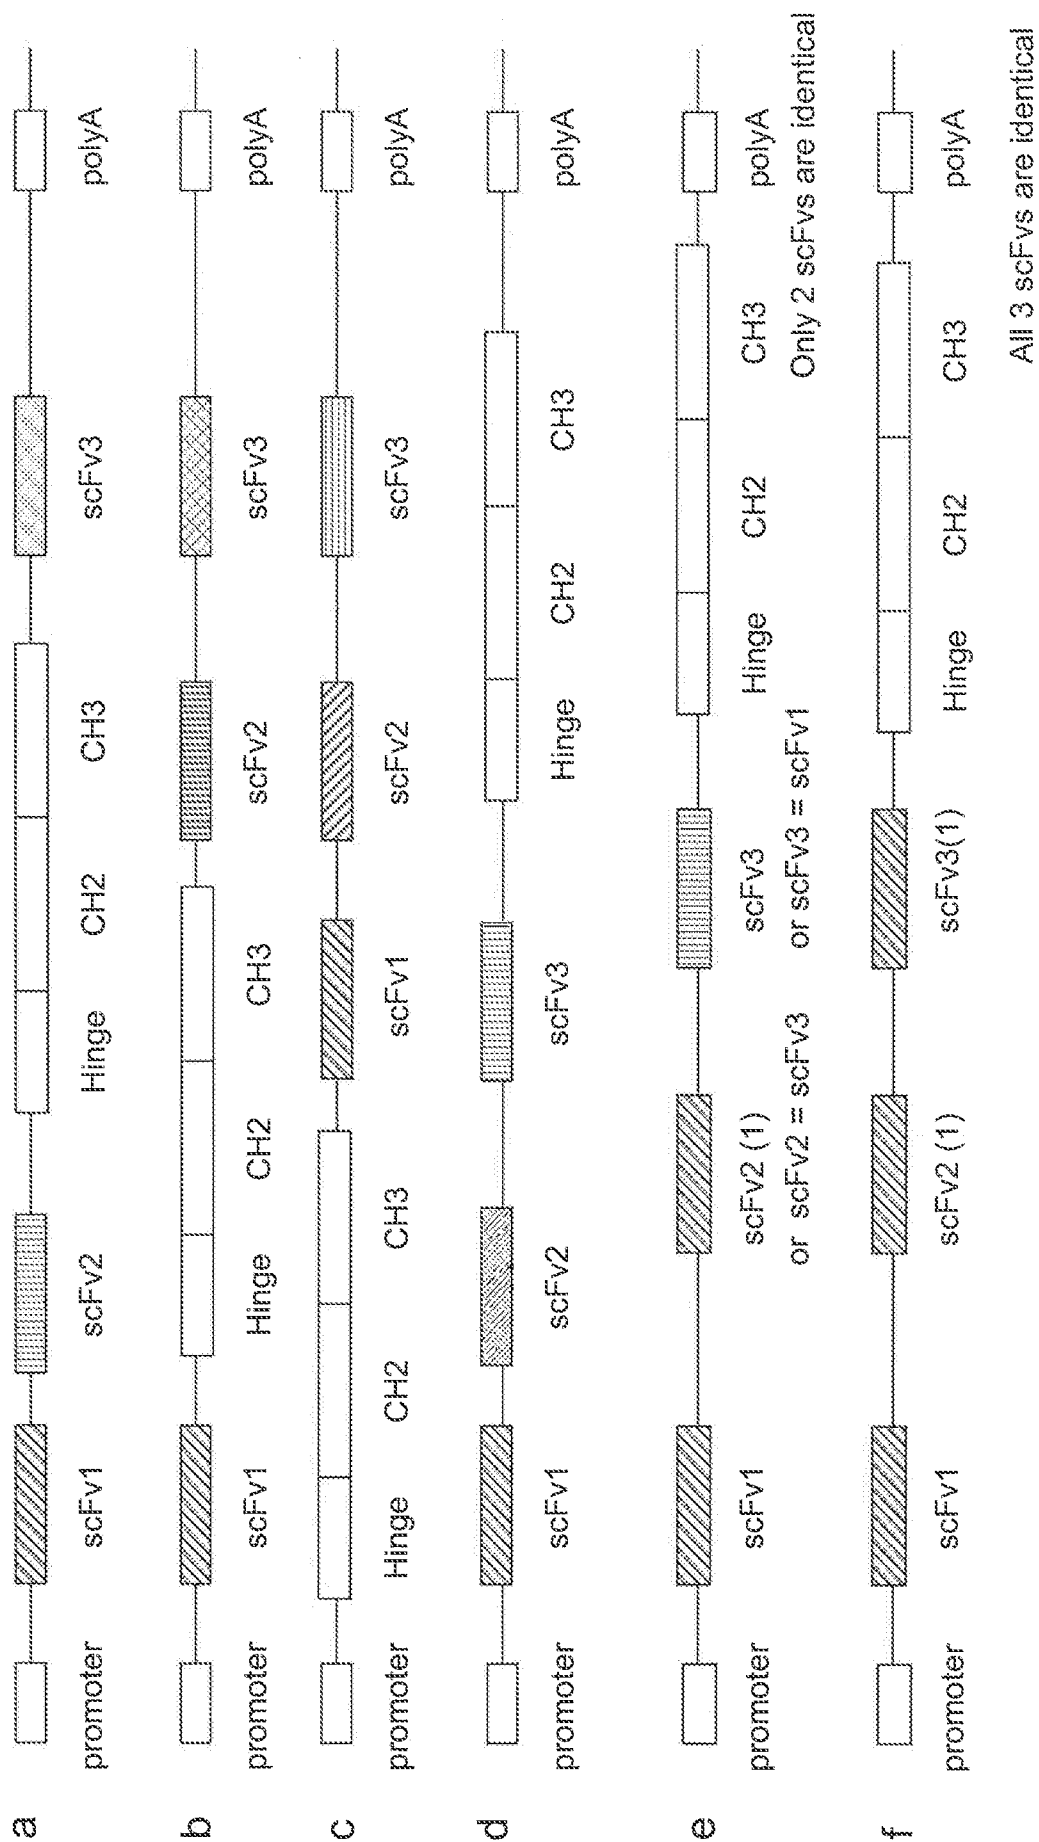 a
promoter scFv1 scFv2 Hinge CH2 CH3 scFv3 polyA
b
promoter scFv1 Hinge CH2 CH3 scFv2 scFv3 polyA
c
promoter Hinge CH2 CH3 scFv1 scFv2 scFv3 polyA
d
promoter scFv1 scFv2 scFv3 Hinge CH2 CH3 polyA
e
promoter scFv1 scFv2 (1) scFv3 Hinge CH2 CH3 polyA
or scFv2 = scFv3 or scFv3 = scFv1 Only 2 scFvs are identical
f
promoter scFv1 scFv2 (1) scFv3(1) Hinge CH2 CH3 polyA
All 3 scFvs are identical